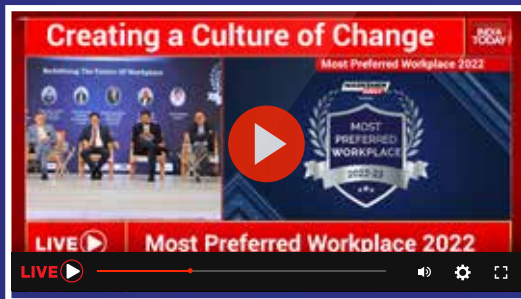 Creating a Culture of Change
INDIA
TODAY
Most Preferred Workplace 2022
Redefining The Future Of Workplace
MOST
PREFERRED
WORKPLACE
2022-23
LIVE
Most Preferred Workplace 2022
LIVE